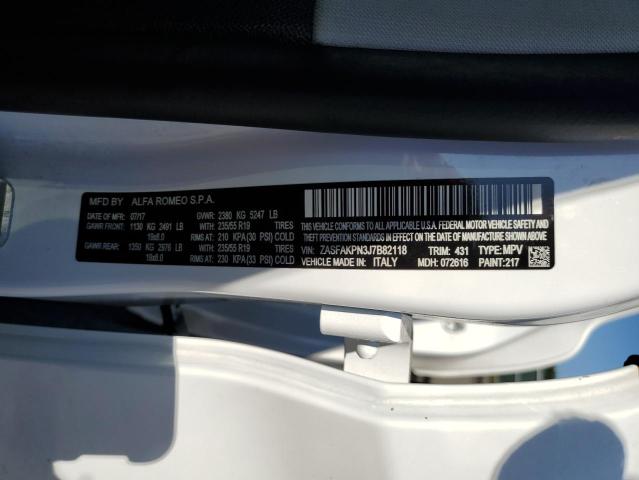 MFD BY ALFA ROMEO S.P.A.
DATE OF MFR: 07/17 GVWR: 2380 KG 5247 LB
GAWR FRONT: 1130 KG 2491 LB WITH: 235/55 R19 TIRES
19x8.0 RIMS AT: 210 KPA(30 PSI) COLD
GAWR REAR: 1350 KG 2976 LB WITH: 235/55 R19 TIRES
19x8.0 RIMS AT: 230 KPA(33 PSI) COLD
THIS VEHICLE CONFORMS TO ALL APPLICABLE U.S.A. FEDERAL MOTOR VEHICLE SAFETY AND THEFT PREVENTION STANDARDS IN EFFECT ON THE DATE OF MANUFACTURE SHOWN ABOVE.
VIN: ZASFAKPN3J7B82118 TRIM: 431 TYPE: MPV
VEHICLE MADE IN: ITALY MDH: 072616 PAINT: 217